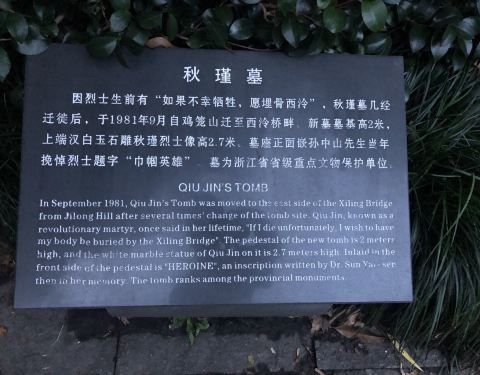 秋瑾墓
因烈士生前有“如果不幸牺牲，愿埋骨西泠”，秋瑾墓几经
迁徙后，于1981年9月自鸡笼山迁至西泠桥畔。新墓墓基高2米，
上端汉白玉石雕秋瑾烈士像高2.7米。墓座正面嵌孙中山先生当年
挽悼烈士题字“巾帼英雄”。墓为浙江省省级重点文物保护单位。
QIU JIN'S TOMB
In September 1981, Qiu Jin's Tomb was moved to the east side of the Xiling Bridge
from Jilong Hill after several times' change of the tomb site. Qiu Jin, known as a
revolutionary martyr, once said in her lifetime, "If I die unfortunately, I wish to have
my body be buried by the Xiling Bridge". The pedestal of the new tomb is 2 meters
high, and the white marble statue of Qiu Jin on it is 2.7 meters high. Inlaid in the
front side of the pedestal is "HEROINE", an inscription written by Dr. Sun Yat-sen
then in her memory. The tomb ranks among the provincial monuments.